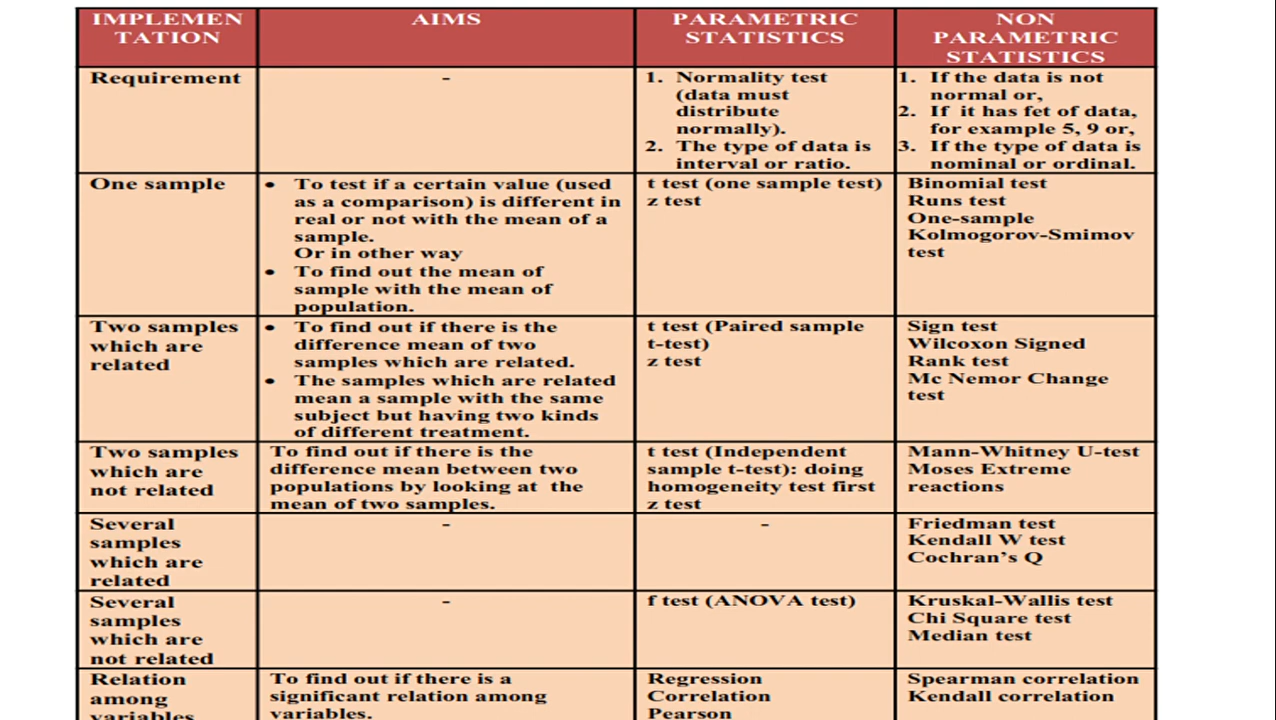 IMPLEMEN
TATION
AIMS
PARAMETRIC
STATISTICS
NON
PARAMETRIC
STATISTICS
Requirement
-
1. Normality test
(data must
distribute
normally).
2. The type of data is
interval or ratio.
1. If the data is not
normal or,
2. If it has fet of data,
for example 5, 9 or,
3. If the type of data is
nominal or ordinal.
One sample
• To test if a certain value (used
as a comparison) is different in
real or not with the mean of a
sample.
Or in other way
• To find out the mean of
sample with the mean of
population.
t test (one sample test)
z test
Binomial test
Runs test
One-sample
Kolmogorov-Smimov
test
Two samples
which are
related
• To find out if there is the
difference mean of two
samples which are related.
• The samples which are related
mean a sample with the same
subject but having two kinds
of different treatment.
t test (Paired sample
t-test)
z test
Sign test
Wilcoxon Signed
Rank test
Mc Nemor Change
test
Two samples
which are
not related
To find out if there is the
difference mean between two
populations by looking at the
mean of two samples.
t test (Independent
sample t-test): doing
homogeneity test first
z test
Mann-Whitney U-test
Moses Extreme
reactions
Several
samples
which are
related
-
-
Friedman test
Kendall W test
Cochran's Q
Several
samples
which are
not related
-
f test (ANOVA test)
Kruskal-Wallis test
Chi Square test
Median test
Relation
among
variables
To find out if there is a
significant relation among
variables.
Regression
Correlation
Pearson
Spearman correlation
Kendall correlation